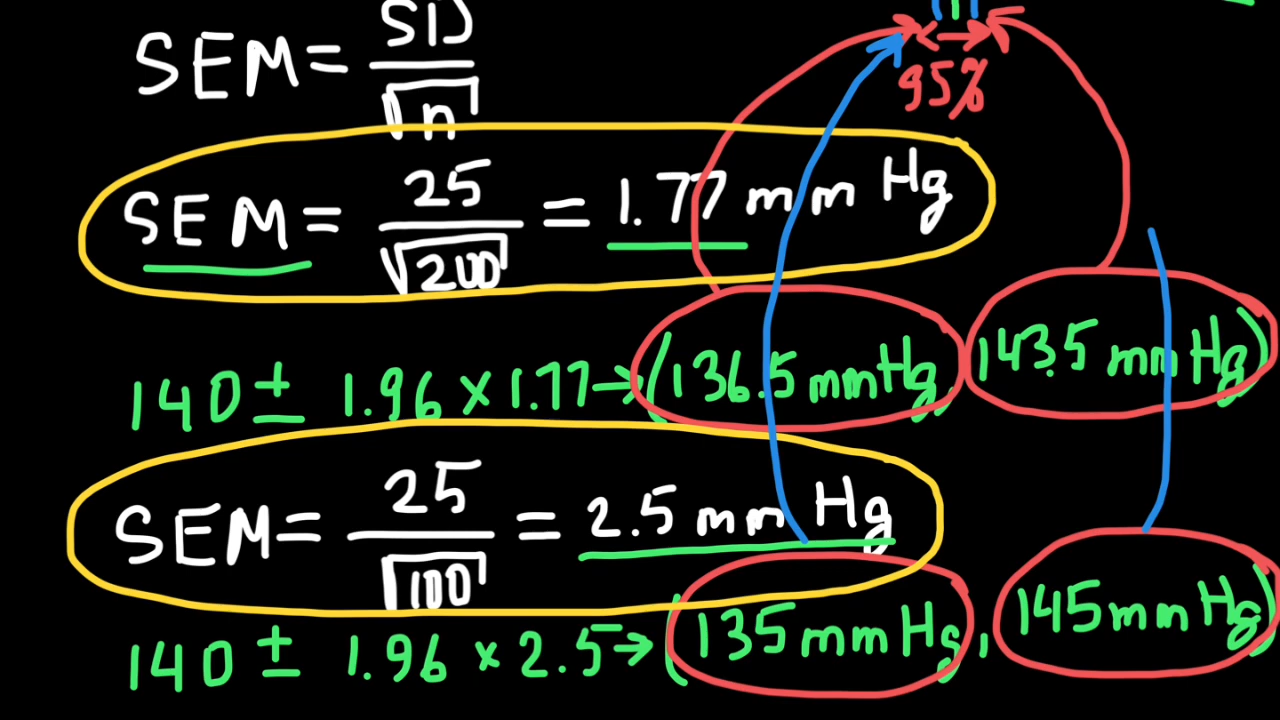 SEM = SD / √n
95%
SEM = 25 / √200 = 1.77 mm Hg
140 ± 1.96 × 1.77 → (136.5 mmHg, 143.5 mmHg)
SEM = 25 / √100 = 2.5 mm Hg
140 ± 1.96 × 2.5 → (135 mm Hg, 145 mm Hg)